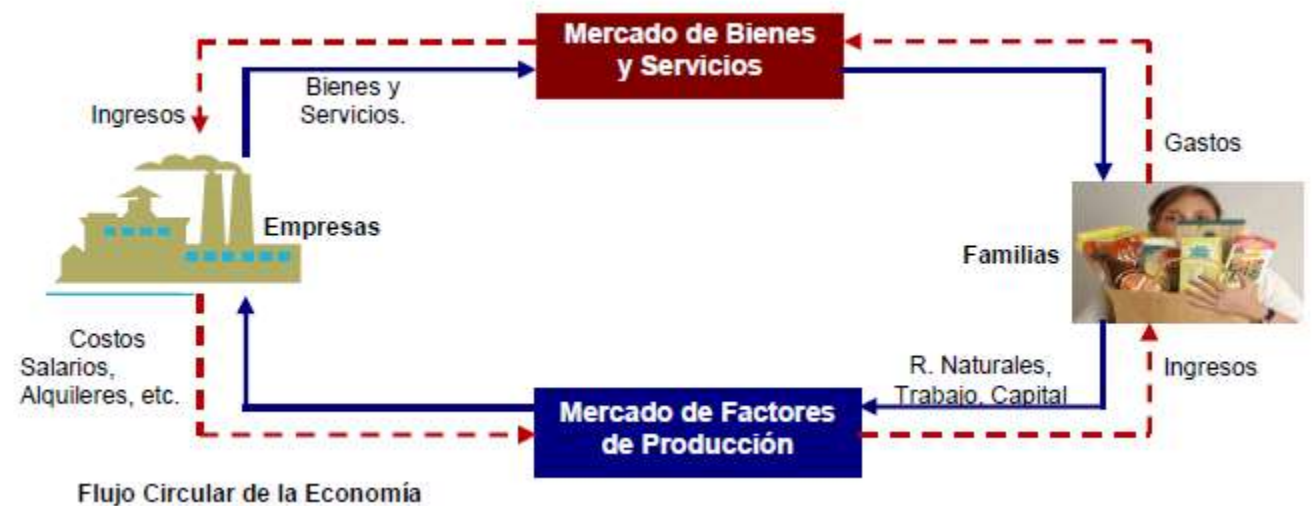 Mercado de Bienes
y Servicios
Bienes y
Servicios.
Ingresos
Gastos
Empresas
Familias
Costos
Salarios,
Alquileres, etc.
R. Naturales,
Trabajo, Capital
Ingresos
Mercado de Factores
de Producción
Flujo Circular de la Economía